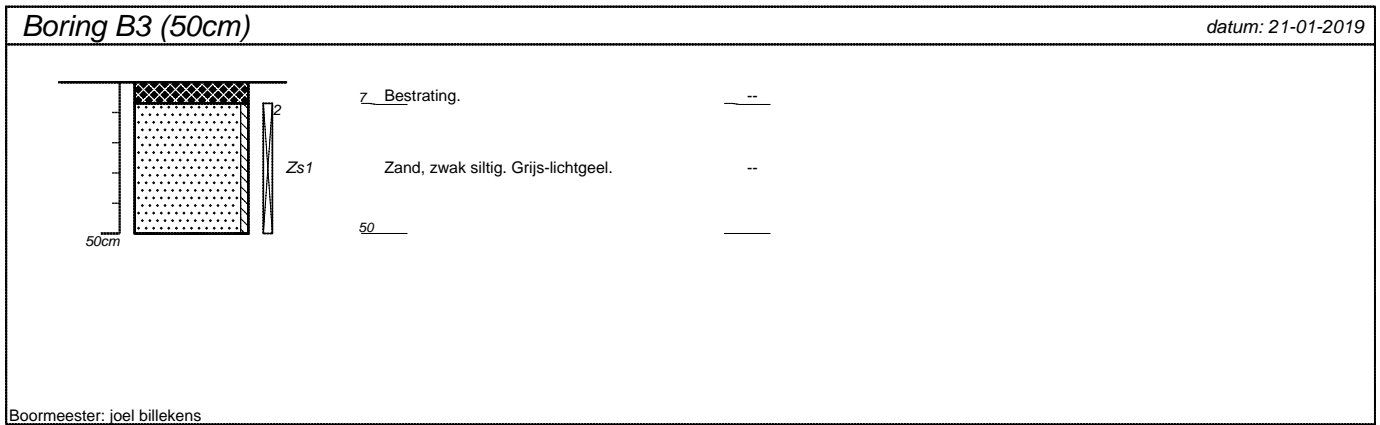 Boring B3 (50cm) datum: 21-01-2019
7 Bestrating. --
2
Zs1 Zand, zwak siltig. Grijs-lichtgeel. --
50cm 50
Boormeester: joel billekens